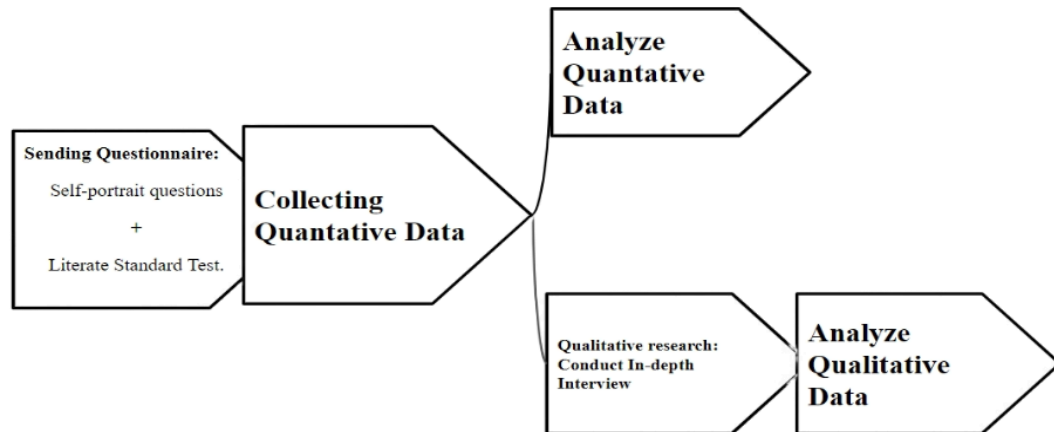 Sending Questionnaire:
Self-portrait questions
+
Literate Standard Test.
Collecting
Quantative Data
Analyze
Quantative
Data
Qualitative research:
Conduct In-depth
Interview
Analyze
Qualitative
Data